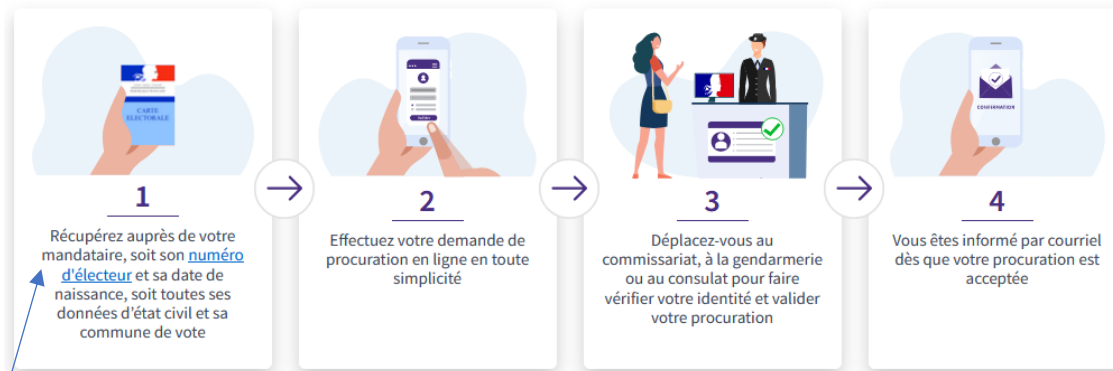 CARTE
ELECTORALE
1
Récupérez auprès de votre
mandataire, soit son numéro
d'électeur et sa date de
naissance, soit toutes ses
données d'état civil et sa
commune de vote
2
Effectuez votre demande de
procuration en ligne en toute
simplicité
3
Déplacez-vous au
commissariat, à la gendarmerie
ou au consulat pour faire
vérifier votre identité et valider
votre procuration
CONFIRMATION
4
Vous êtes informé par courriel
dès que votre procuration est
acceptée